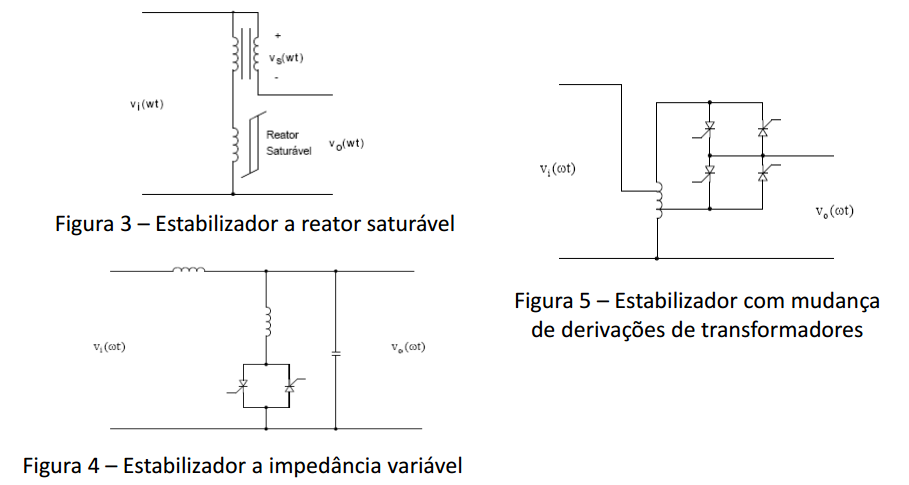 +
vs(wt)
-
vi(wt)
Reator
Saturável
vo(wt)
Figura 3 – Estabilizador a reator saturável
vi(ωt)
vo(ωt)
Figura 4 – Estabilizador a impedância variável
vi(ωt)
vo(ωt)
Figura 5 – Estabilizador com mudança
de derivações de transformadores